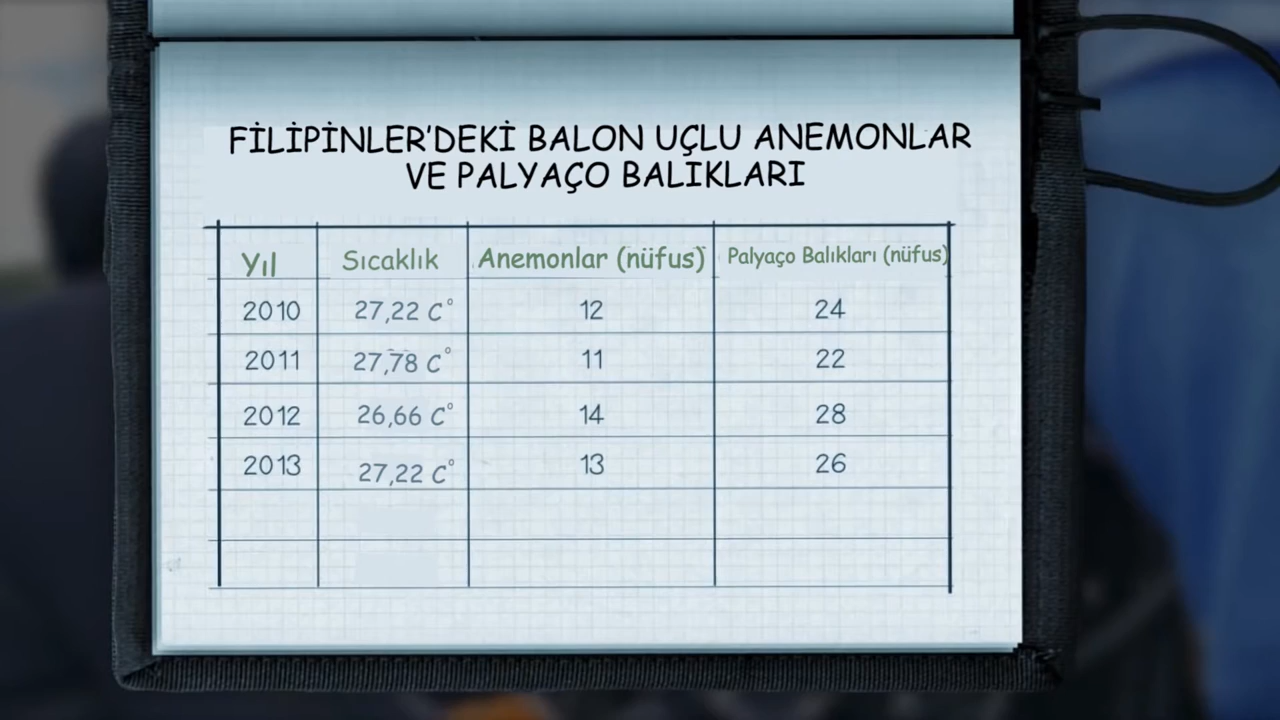 FİLİPİNLER'DEKİ BALON UÇLU ANEMONLAR
VE PALYAÇO BALIKLARI
Yıl Sıcaklık Anemonlar (nüfus) Palyaço Balıkları (nüfus)
2010 27,22 C° 12 24
2011 27,78 C° 11 22
2012 26,66 C° 14 28
2013 27,22 C° 13 26